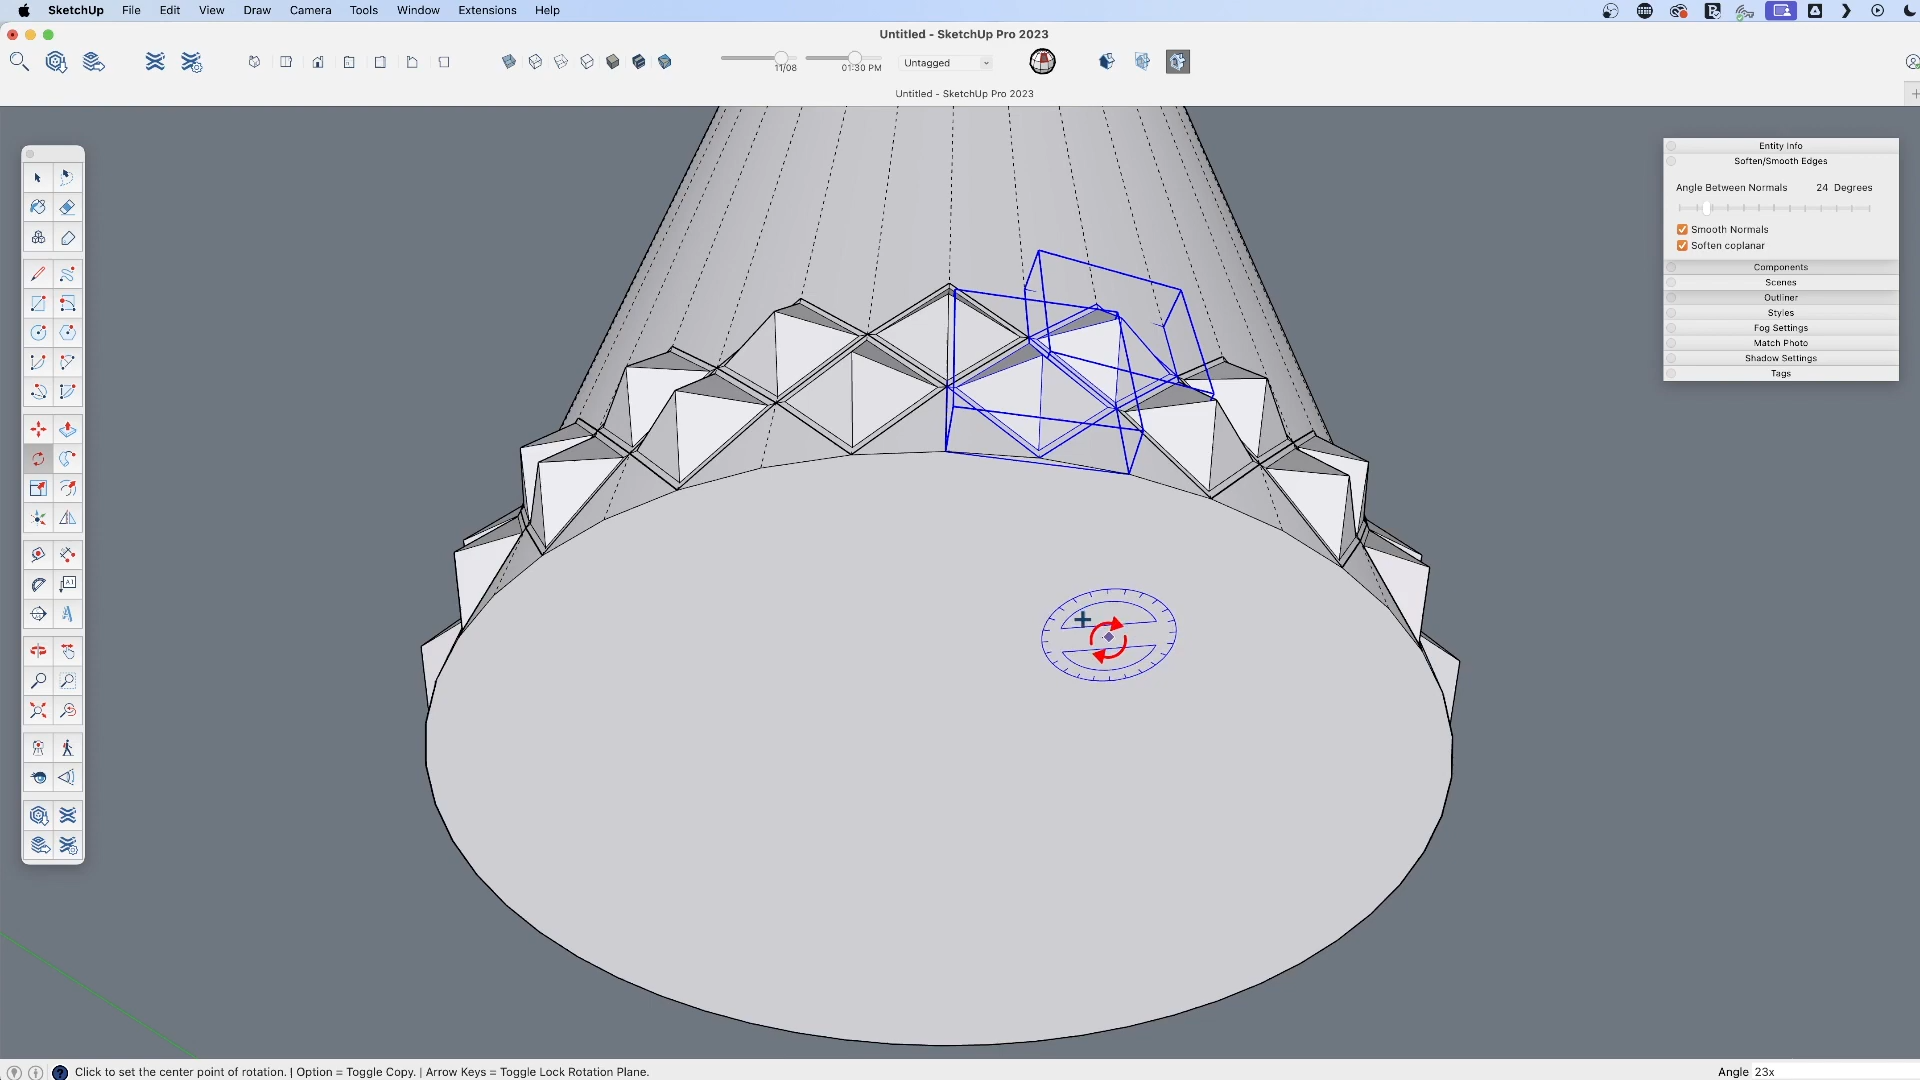 SketchUp File Edit View Draw Camera Tools Window Extensions Help
Untitled - SketchUp Pro 2023
11/08
01:30 PM
Untagged
Untitled - SketchUp Pro 2023
Entity Info
Soften/Smooth Edges
Angle Between Normals 24 Degrees
Smooth Normals
Soften coplanar
Components
Scenes
Outliner
Styles
Fog Settings
Match Photo
Shadow Settings
Tags
Click to set the center point of rotation. | Option = Toggle Copy. | Arrow Keys = Toggle Lock Rotation Plane.
Angle 23x